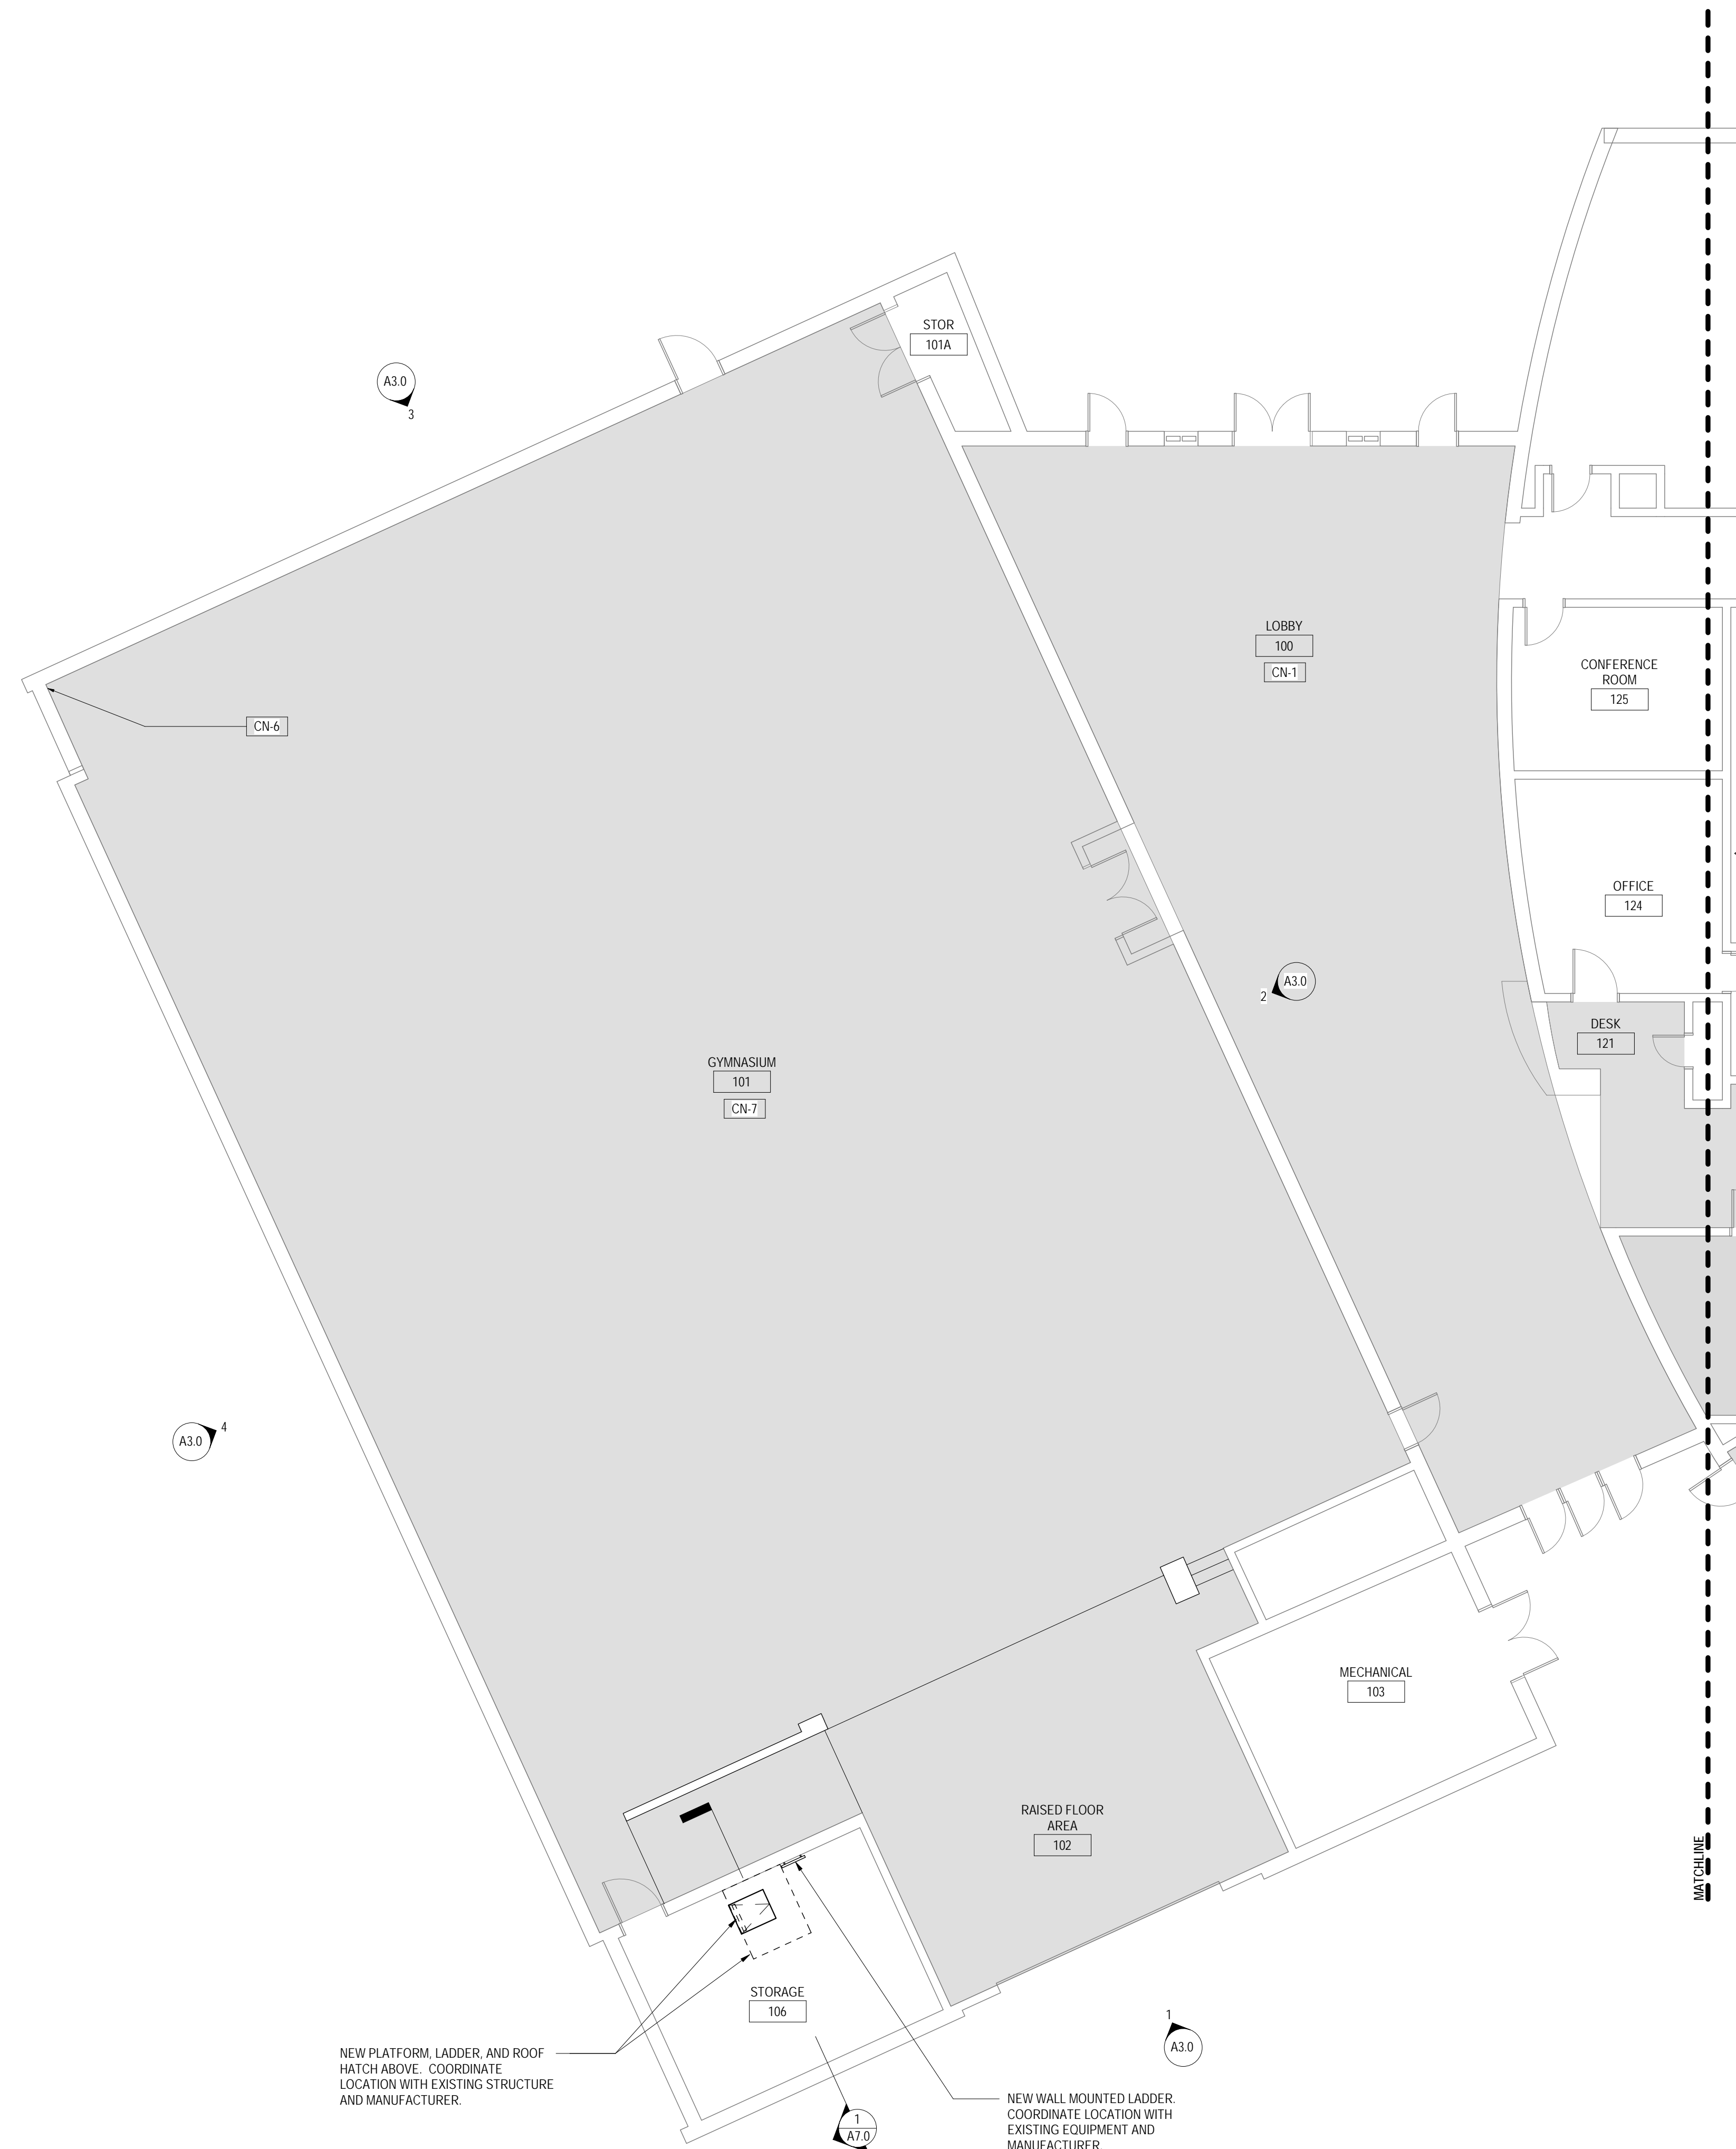 STOR
101A
A3.0
3
LOBBY
100
CN-1
CONFERENCE
ROOM
125
CN-6
OFFICE
124
A3.0
2
DESK
121
GYMNASIUM
101
CN-7
A3.0
4
MECHANICAL
103
RAISED FLOOR
AREA
102
MATCHLINE
STORAGE
106
1
A3.0
NEW PLATFORM, LADDER, AND ROOF
HATCH ABOVE.  COORDINATE
LOCATION WITH EXISTING STRUCTURE
AND MANUFACTURER.
NEW WALL MOUNTED LADDER.
COORDINATE LOCATION WITH
EXISTING EQUIPMENT AND
MANUFACTURER.
1
A7.0